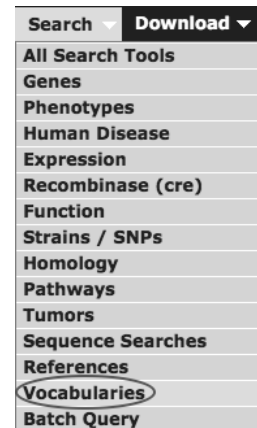 Search Download
All Search Tools
Genes
Phenotypes
Human Disease
Expression
Recombinase (cre)
Function
Strains / SNPs
Homology
Pathways
Tumors
Sequence Searches
References
Vocabularies
Batch Query